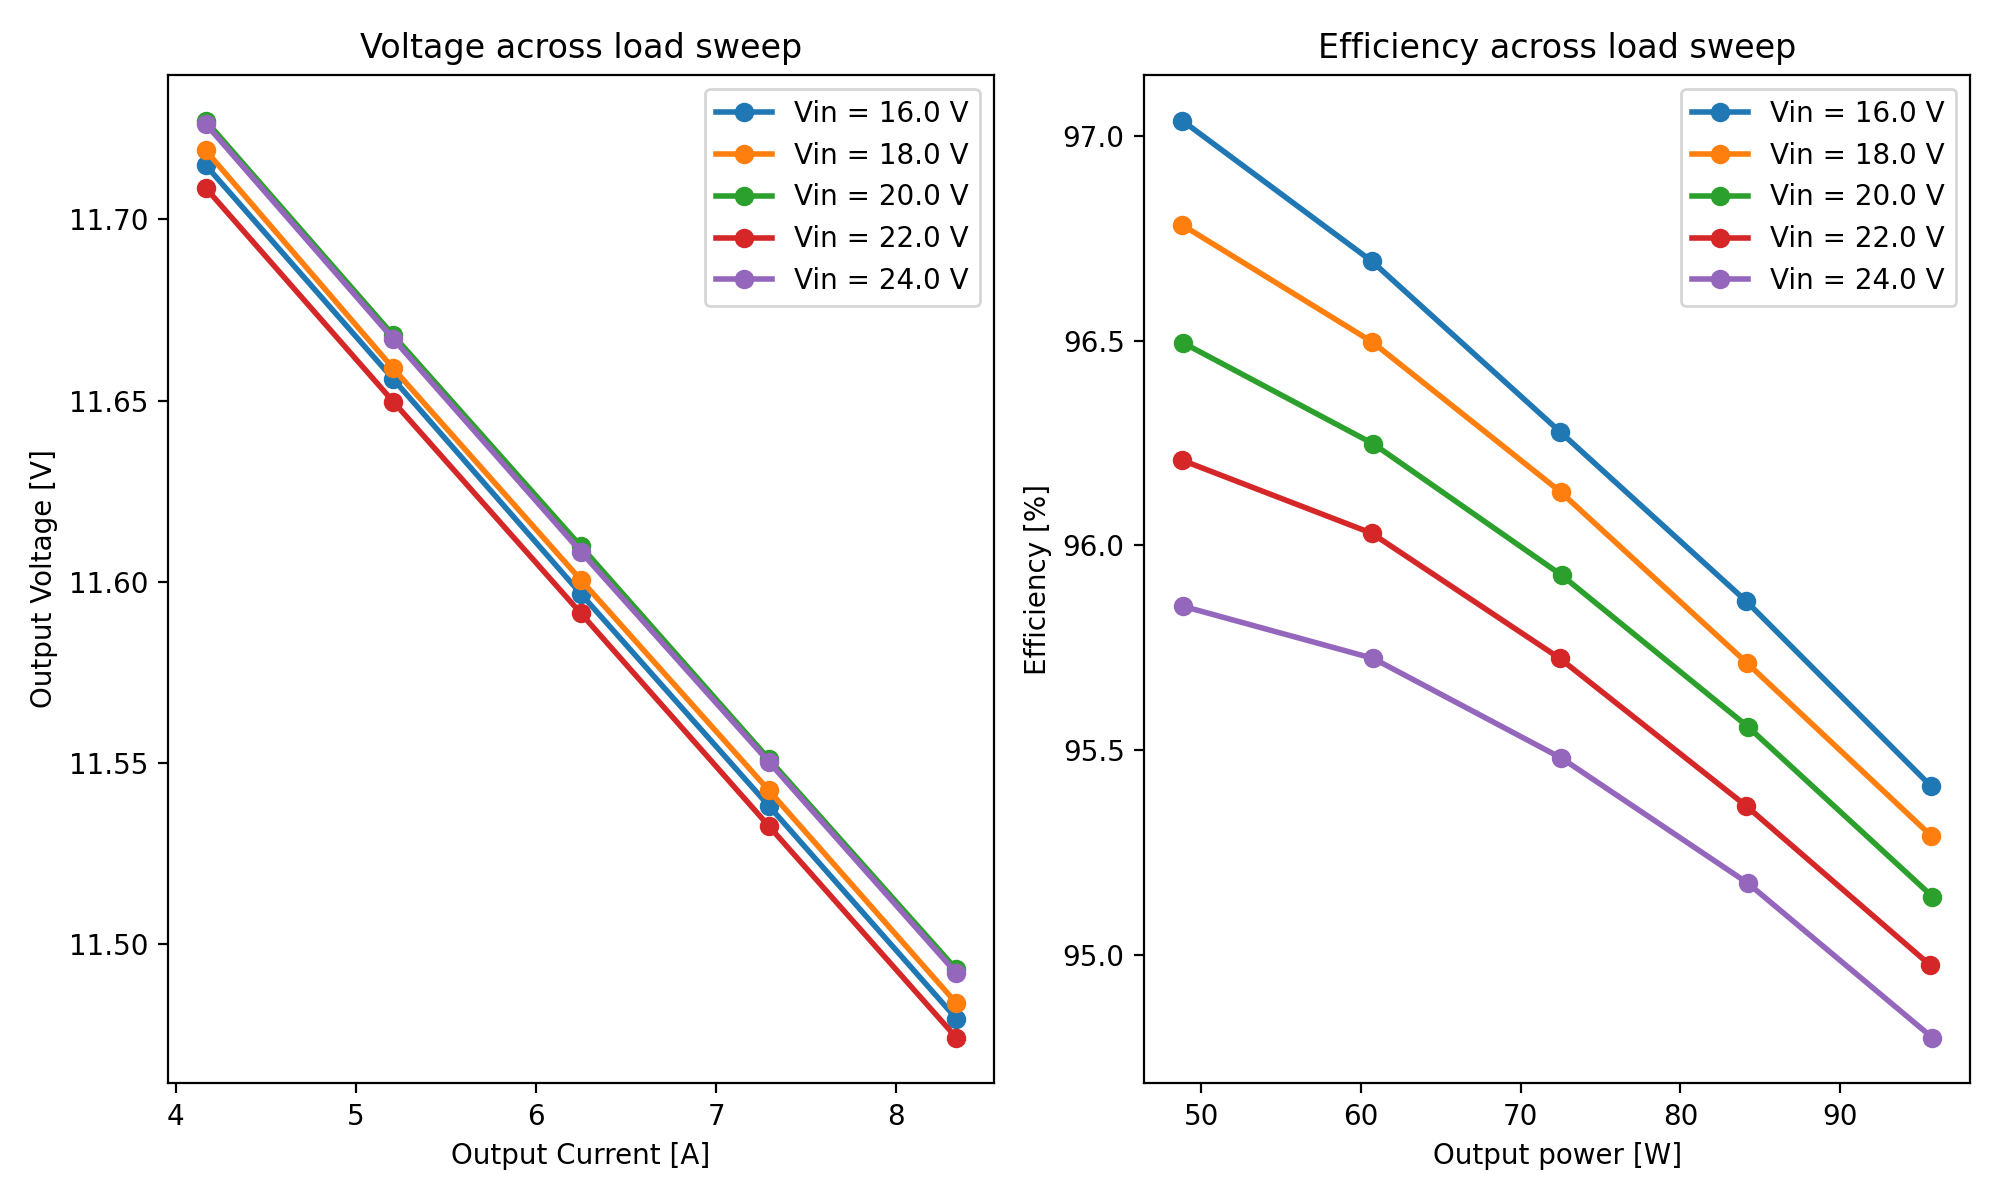 Voltage across load sweep
Output Voltage [V]
11.70
11.65
11.60
11.55
11.50
4
5
6
7
8
Output Current [A]
Vin = 16.0 V
Vin = 18.0 V
Vin = 20.0 V
Vin = 22.0 V
Vin = 24.0 V
Efficiency across load sweep
Efficiency [%]
97.0
96.5
96.0
95.5
95.0
50
60
70
80
90
Output power [W]
Vin = 16.0 V
Vin = 18.0 V
Vin = 20.0 V
Vin = 22.0 V
Vin = 24.0 V